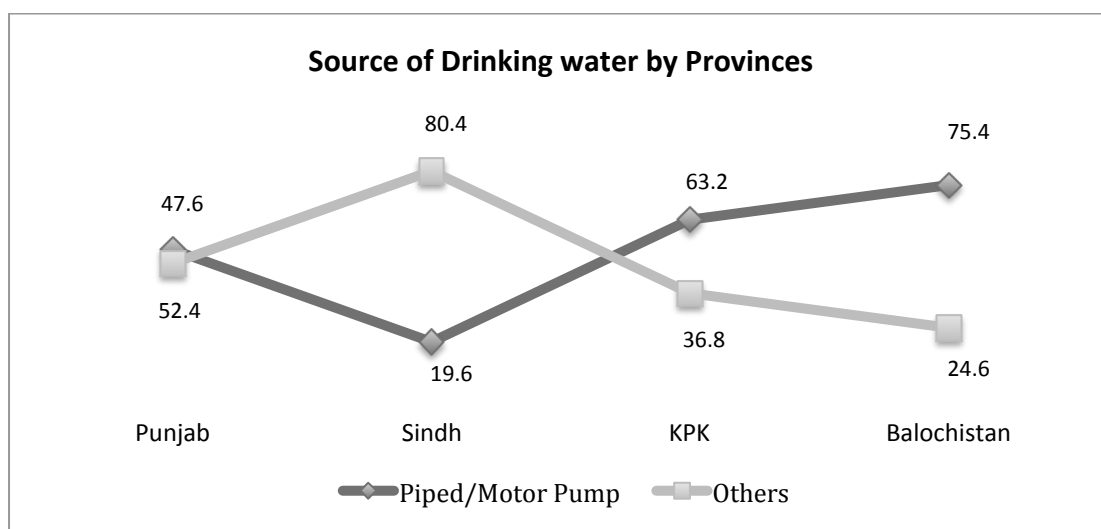 Source of Drinking water by Provinces
80.4
75.4
63.2
47.6
52.4
19.6
36.8
24.6
Punjab Sindh KPK Balochistan
Piped/Motor Pump Others